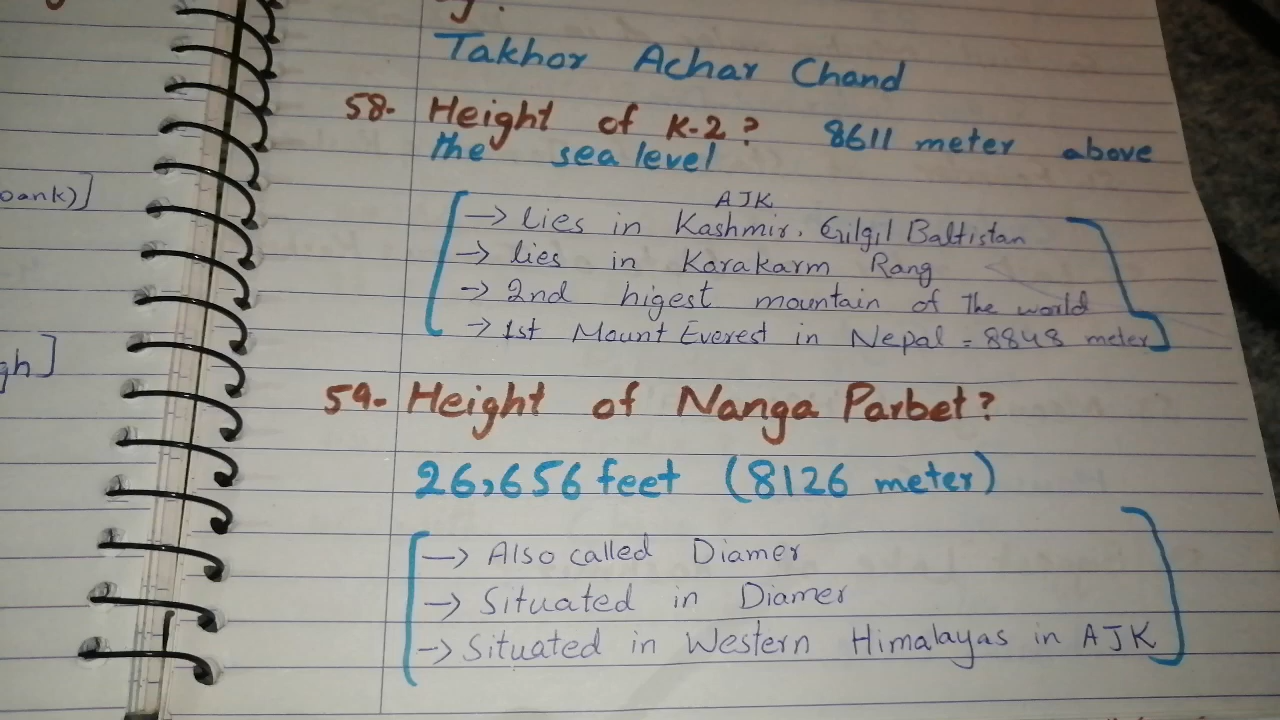 y.
Takhor Achar Chand
58- Height of K-2? 8611 meter above
the sea level
AJK
→ lies in Kashmir, Gilgil Baltistan
→ lies in Karakarm Rang
→ 2nd higest mountain of The world
→ 1st Mount Everest in Nepal = 8848 meter
59- Height of Nanga Parbet?
26,656 feet (8126 meter)
→ Also called Diamer
→ Situated in Diamer
→ Situated in Western Himalayas in AJK
bank)]
gh]